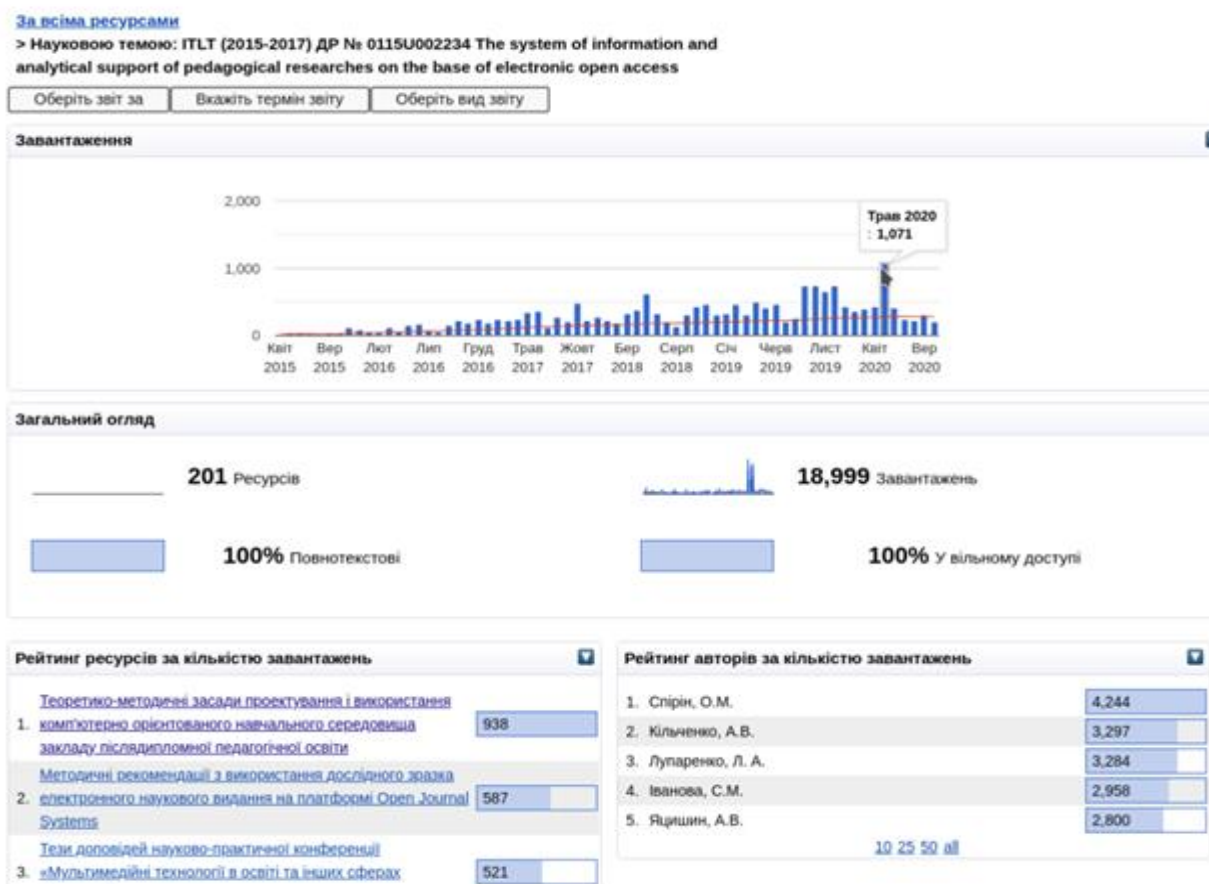 За всіма ресурсами
> Науковою темою: ITLT (2015-2017) ДР № 0115U002234 The system of information and
analytical support of pedagogical researches on the base of electronic open access
Оберіть звіт за Вкажіть термін звіту Оберіть вид звіту
Завантаження
2,000
Трав 2020
: 1,071
1,000
0
Квіт Вер Лют Лип Груд Трав Жовт Бер Серп Січ Черв Лист Квіт Вер
2015 2015 2016 2016 2016 2017 2017 2018 2018 2019 2019 2019 2020 2020
Загальний огляд
201 Ресурсів 18,999 Завантажень
100% Повнотекстові 100% У вільному доступі
Рейтинг ресурсів за кількістю завантажень
Теоретико-методичні засади проектування і використання
1. комп'ютерно орієнтованого навчального середовища 938
закладу післядипломної педагогічної освіти
Методичні рекомендації з використання дослідного зразка
2. електронного наукового видання на платформі Open Journal 587
Systems
Тези доповідей науково-практичної конференції
3. «Мультимедійні технології в освіті та інших сферах 521
Рейтинг авторів за кількістю завантажень
1. Спірін, О.М. 4,244
2. Кільченко, А.В. 3,297
3. Лупаренко, Л. А. 3,284
4. Іванова, С.М. 2,958
5. Яцишин, А.В. 2,800
10 25 50 all